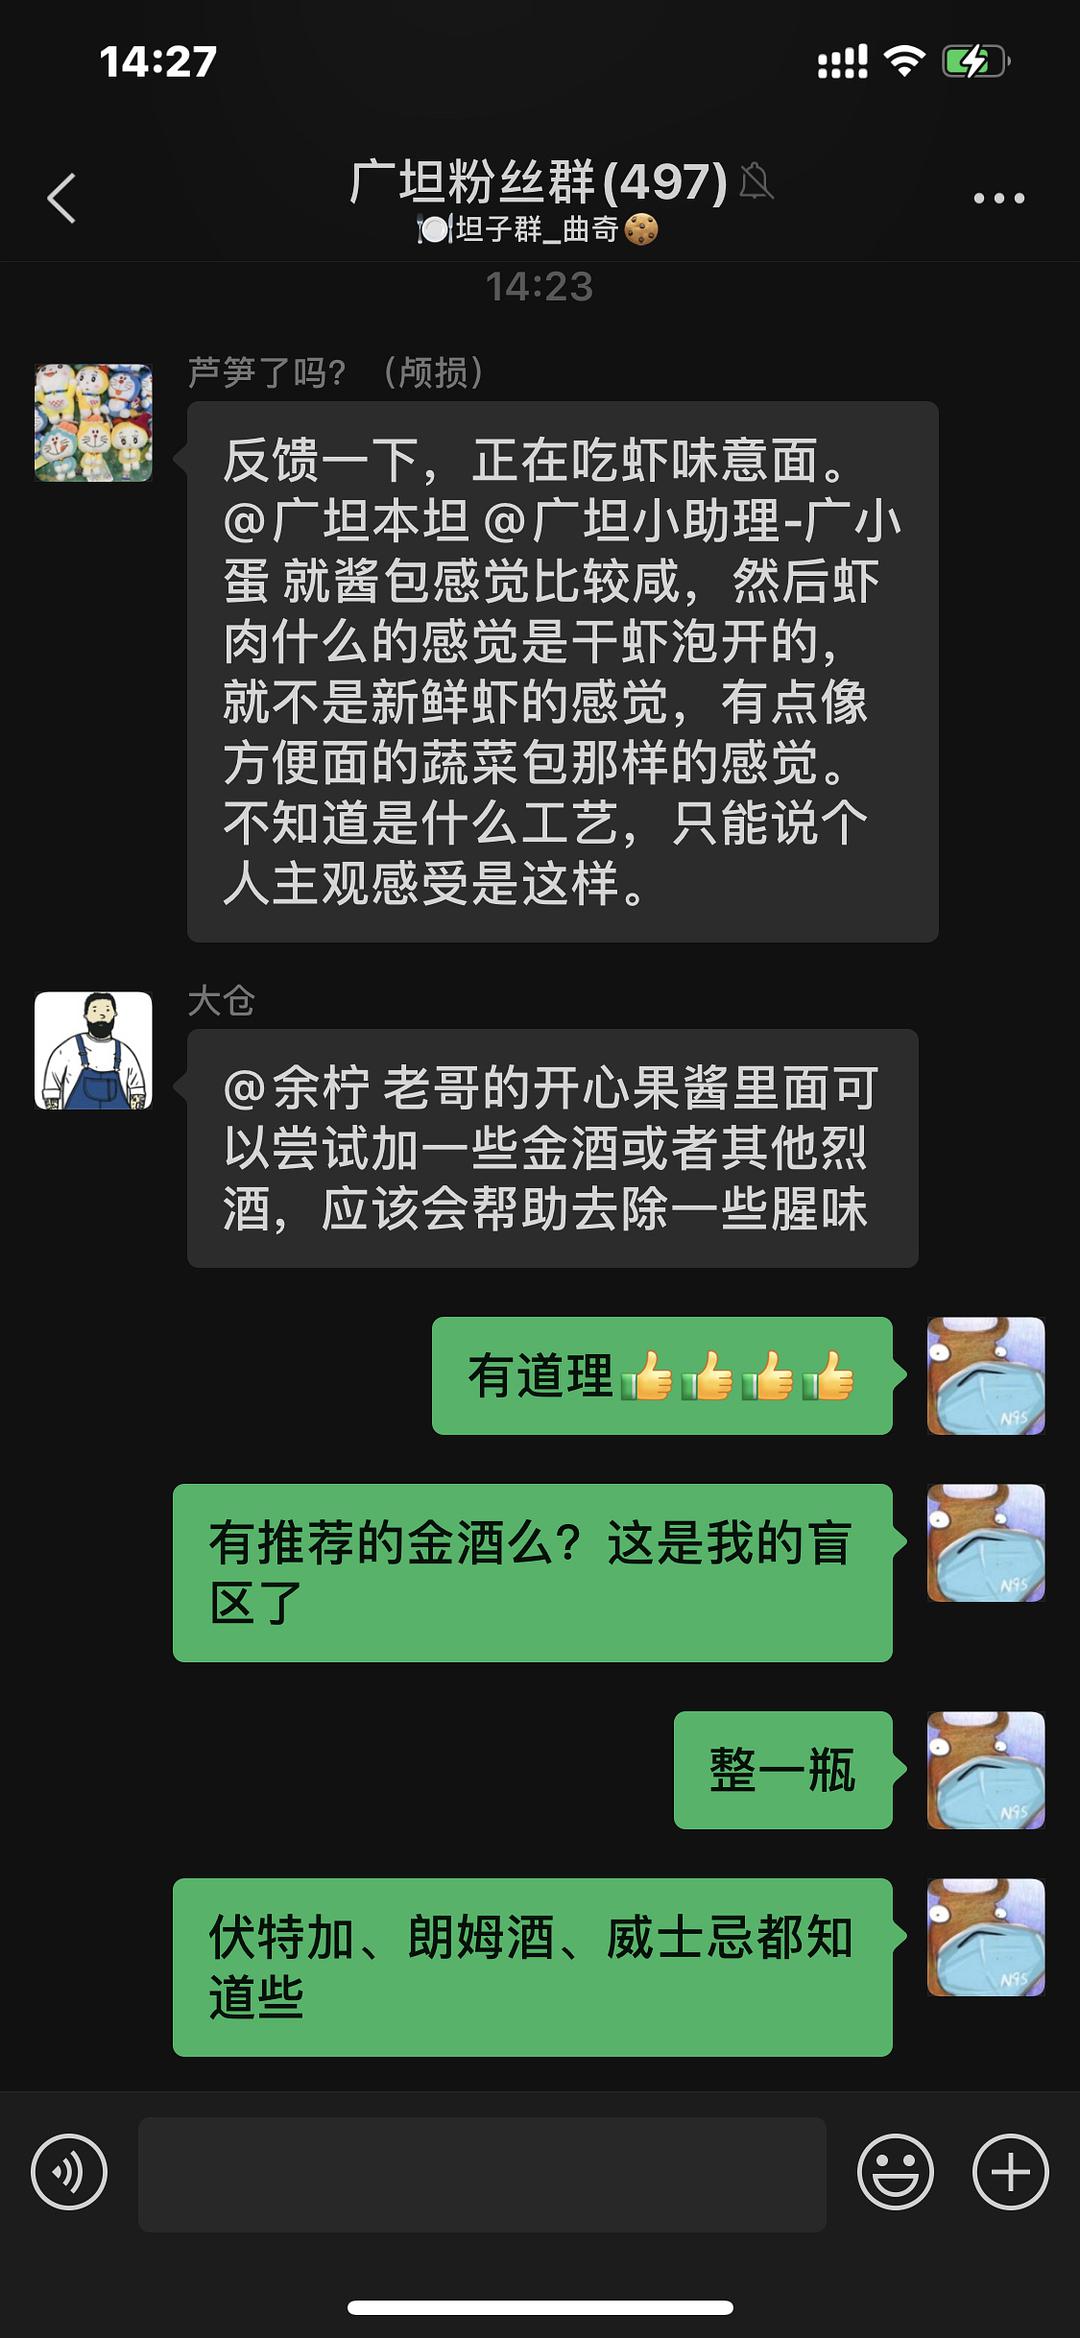 14:27
广坦粉丝群(497)
🍽坦子群_曲奇🍪
14:23
芦笋了吗？（颅损）
反馈一下，正在吃虾味意面。
@广坦本坦 @广坦小助理-广小
蛋 就酱包感觉比较咸，然后虾
肉什么的感觉是干虾泡开的，
就不是新鲜虾的感觉，有点像
方便面的蔬菜包那样的感觉。
不知道是什么工艺，只能说个
人主观感受是这样。
大仓
@余柠 老哥的开心果酱里面可
以尝试加一些金酒或者其他烈
酒，应该会帮助去除一些腥味
有道理👍👍👍👍
N95
有推荐的金酒么？这是我的盲
区了
N95
整一瓶
N95
伏特加、朗姆酒、威士忌都知
道些
N95